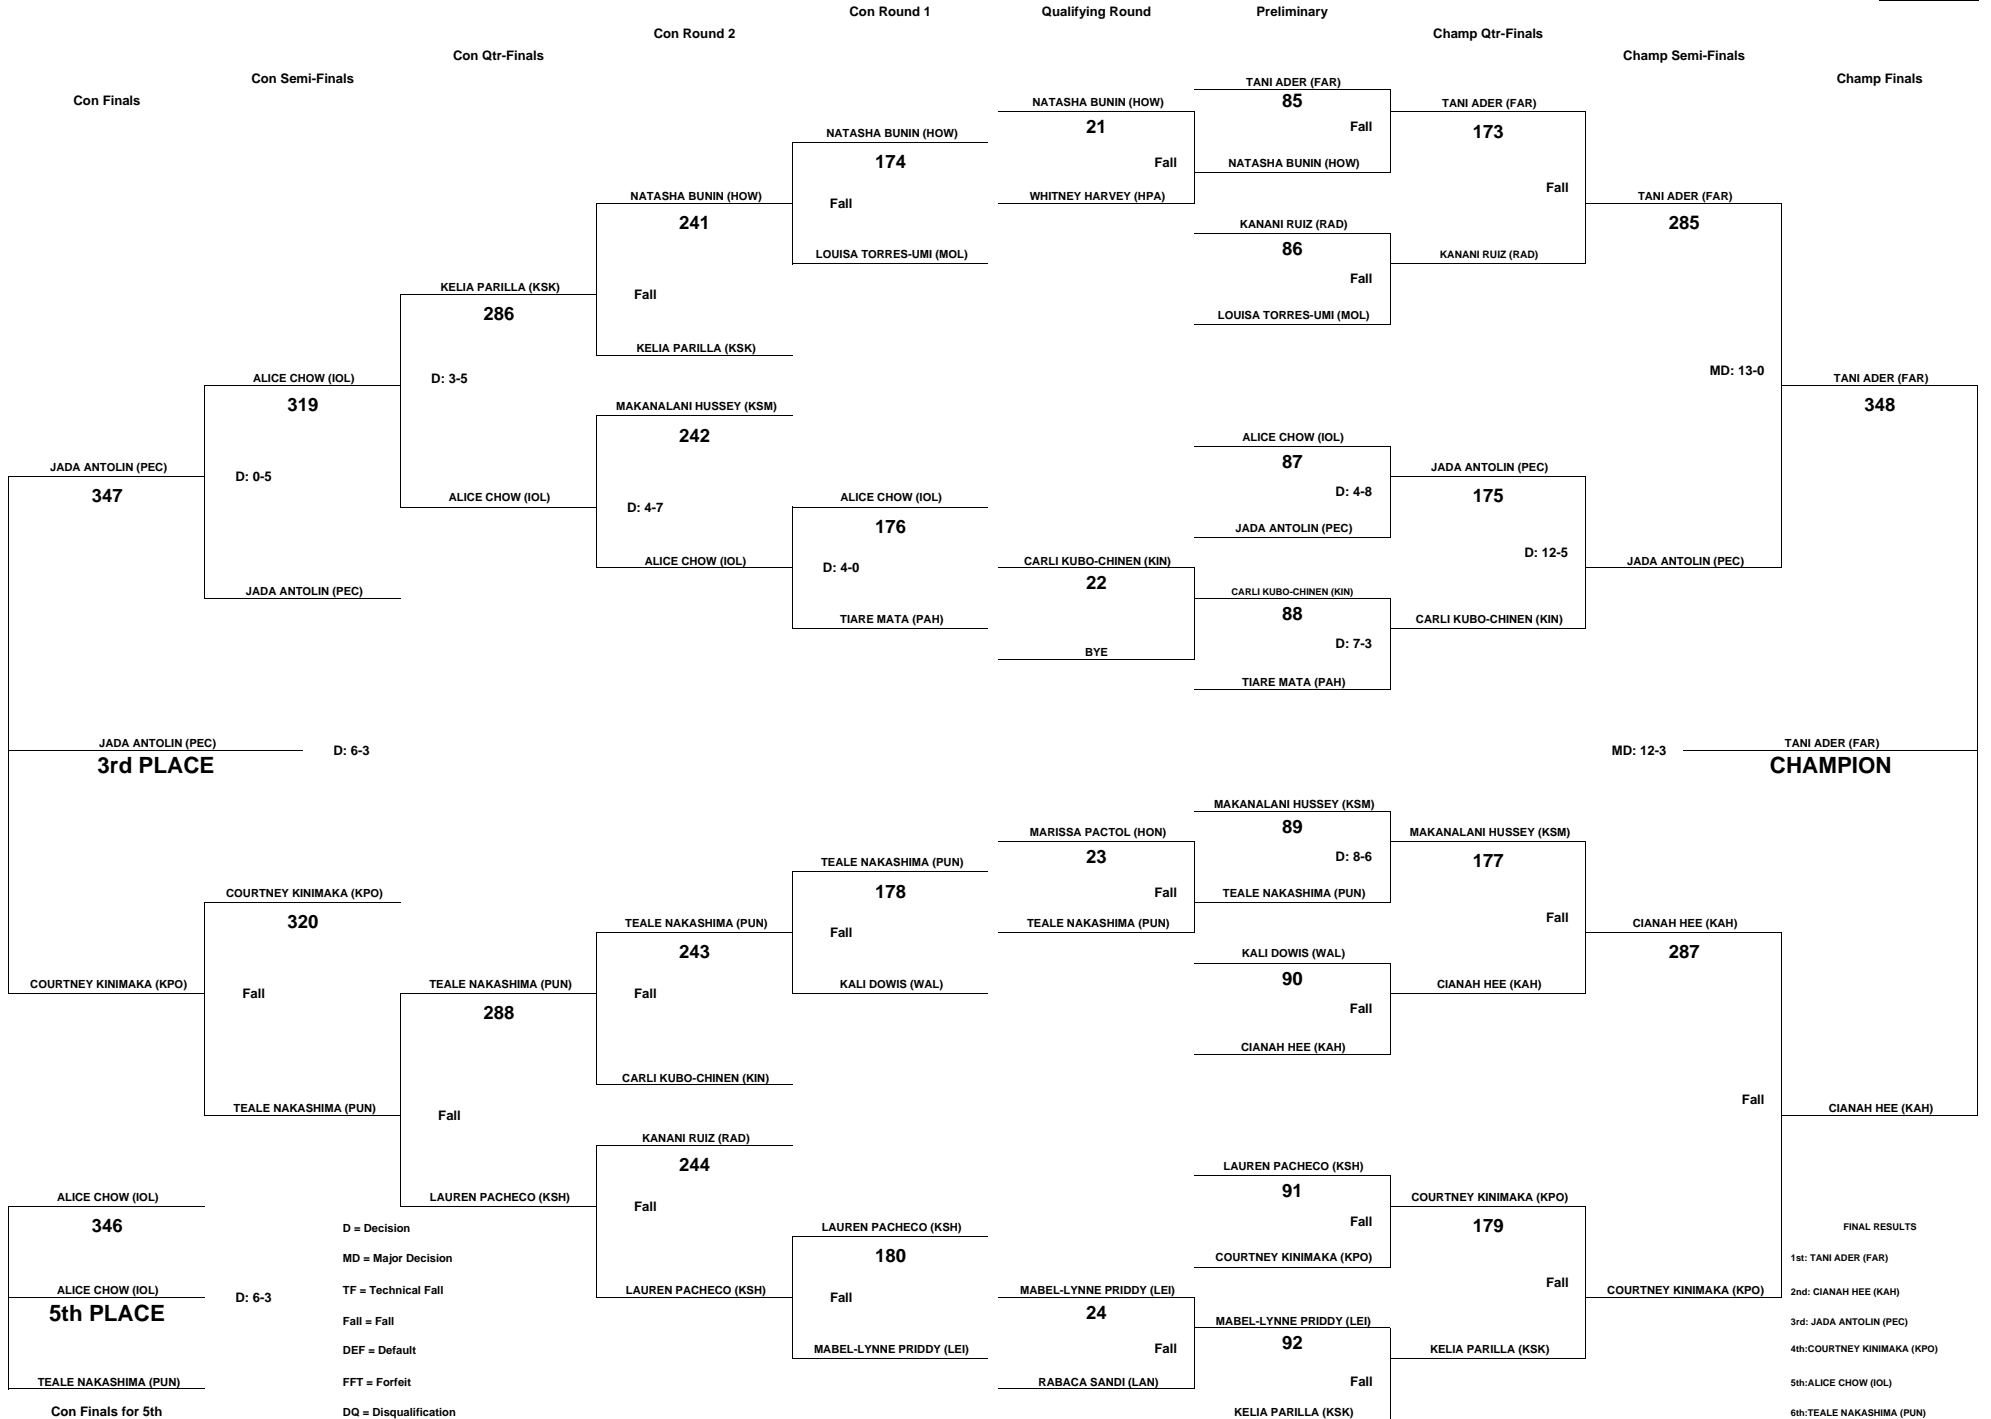 Con Round 1 Qualifying Round Preliminary
Con Round 2 Champ Qtr-Finals
Con Qtr-Finals Champ Semi-Finals
Con Semi-Finals Champ Finals
Con Finals
TANI ADER (FAR)
85
NATASHA BUNIN (HOW) TANI ADER (FAR)
21 Fall 173
NATASHA BUNIN (HOW)
174 Fall NATASHA BUNIN (HOW)
Fall
NATASHA BUNIN (HOW) Fall WHITNEY HARVEY (HPA) TANI ADER (FAR)
241 KANANI RUIZ (RAD) 285
86
LOUISA TORRES-UMI (MOL) KANANI RUIZ (RAD)
Fall
KELIA PARILLA (KSK) Fall
286 LOUISA TORRES-UMI (MOL)
KELIA PARILLA (KSK)
MD: 13-0
ALICE CHOW (IOL) D: 3-5 TANI ADER (FAR)
319 MAKANALANI HUSSEY (KSM) 348
242 ALICE CHOW (IOL)
87
JADA ANTOLIN (PEC) D: 0-5 JADA ANTOLIN (PEC)
347 D: 4-8 175
ALICE CHOW (IOL) D: 4-7 ALICE CHOW (IOL)
176 JADA ANTOLIN (PEC)
D: 12-5
ALICE CHOW (IOL) D: 4-0 CARLI KUBO-CHINEN (KIN) JADA ANTOLIN (PEC)
22
JADA ANTOLIN (PEC) CARLI KUBO-CHINEN (KIN)
88
TIARE MATA (PAH) CARLI KUBO-CHINEN (KIN)
D: 7-3
BYE
TIARE MATA (PAH)
JADA ANTOLIN (PEC) D: 6-3 MD: 12-3 TANI ADER (FAR)
3rd PLACE CHAMPION
MAKANALANI HUSSEY (KSM)
89
MARISSA PACTOL (HON) MAKANALANI HUSSEY (KSM)
23 D: 8-6 177
TEALE NAKASHIMA (PUN)
COURTNEY KINIMAKA (KPO) 178 Fall TEALE NAKASHIMA (PUN)
320 Fall
TEALE NAKASHIMA (PUN) Fall TEALE NAKASHIMA (PUN) CIANAH HEE (KAH)
243 KALI DOWIS (WAL) 287
90
COURTNEY KINIMAKA (KPO) Fall TEALE NAKASHIMA (PUN) Fall KALI DOWIS (WAL) CIANAH HEE (KAH)
288 Fall
CIANAH HEE (KAH)
CARLI KUBO-CHINEN (KIN)
Fall
TEALE NAKASHIMA (PUN) Fall CIANAH HEE (KAH)
KANANI RUIZ (RAD)
244 LAUREN PACHECO (KSH)
91
ALICE CHOW (IOL) LAUREN PACHECO (KSH) Fall COURTNEY KINIMAKA (KPO)
346 D = Decision LAUREN PACHECO (KSH) Fall 179 FINAL RESULTS
MD = Major Decision 180 COURTNEY KINIMAKA (KPO) 1st: TANI ADER (FAR)
Fall
ALICE CHOW (IOL) D: 6-3 TF = Technical Fall LAUREN PACHECO (KSH) Fall MABEL-LYNNE PRIDDY (LEI) COURTNEY KINIMAKA (KPO) 2nd: CIANAH HEE (KAH)
5th PLACE Fall = Fall 24 MABEL-LYNNE PRIDDY (LEI) 3rd: JADA ANTOLIN (PEC)
92
DEF = Default MABEL-LYNNE PRIDDY (LEI) Fall KELIA PARILLA (KSK) 4th:COURTNEY KINIMAKA (KPO)
TEALE NAKASHIMA (PUN) FFT = Forfeit RABACA SANDI (LAN) Fall 5th:ALICE CHOW (IOL)
Con Finals for 5th DQ = Disqualification KELIA PARILLA (KSK) 6th:TEALE NAKASHIMA (PUN)